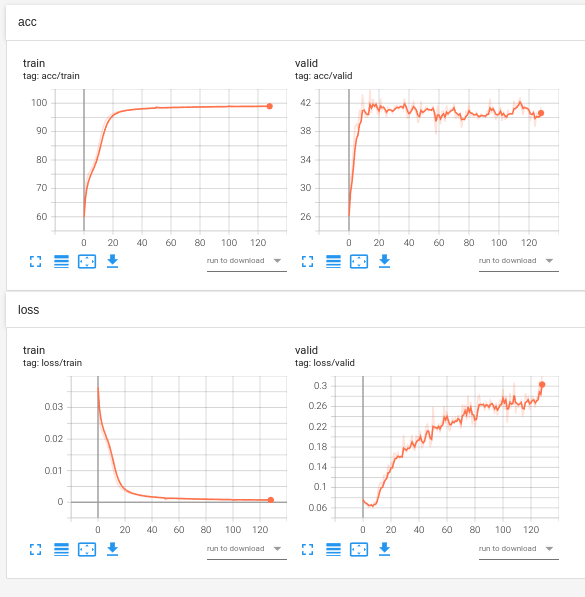 acc
train
tag: acc/train
100
90
80
70
60
0 20 40 60 80 100 120
run to download
valid
tag: acc/valid
42
38
34
30
26
0 20 40 60 80 100 120
run to download
loss
train
tag: loss/train
0.03
0.02
0.01
0
0 20 40 60 80 100 120
run to download
valid
tag: loss/valid
0.3
0.26
0.22
0.18
0.14
0.1
0.06
0 20 40 60 80 100 120
run to download